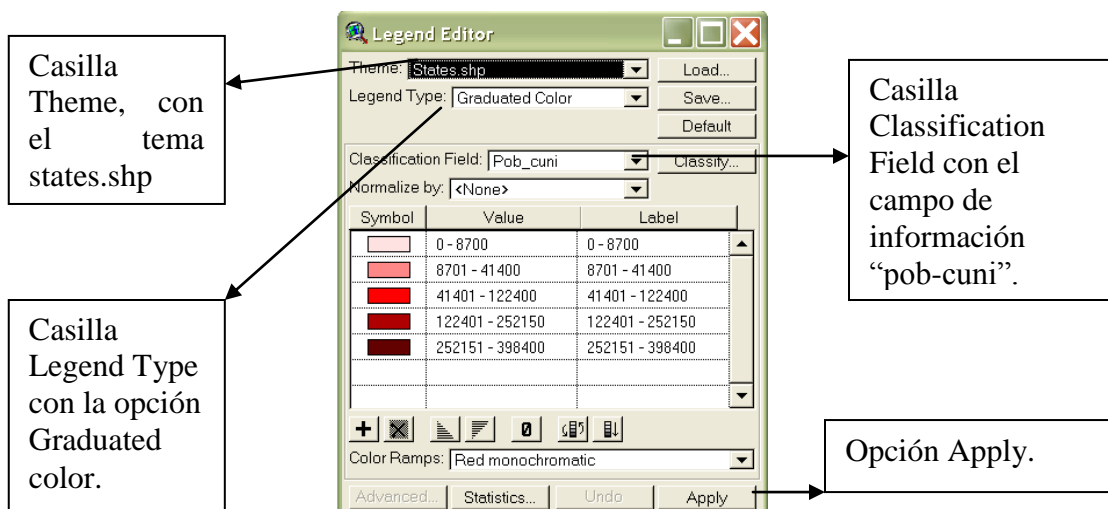 Casilla
Theme, con
el tema
states.shp
Casilla
Legend Type
con la opción
Graduated
color.
Legend Editor
Theme: States.shp
Load...
Legend Type: Graduated Color
Save...
Default
Classification Field: Pob_cuni
Classify...
Normalize by: <None>
Symbol Value Label
0 - 8700 0 - 8700
8701 - 41400 8701 - 41400
41401 - 122400 41401 - 122400
122401 - 252150 122401 - 252150
252151 - 398400 252151 - 398400
Color Ramps: Red monochromatic
Advanced... Statistics... Undo Apply
Casilla
Classification
Field con el
campo de
información
“pob-cuni”.
Opción Apply.